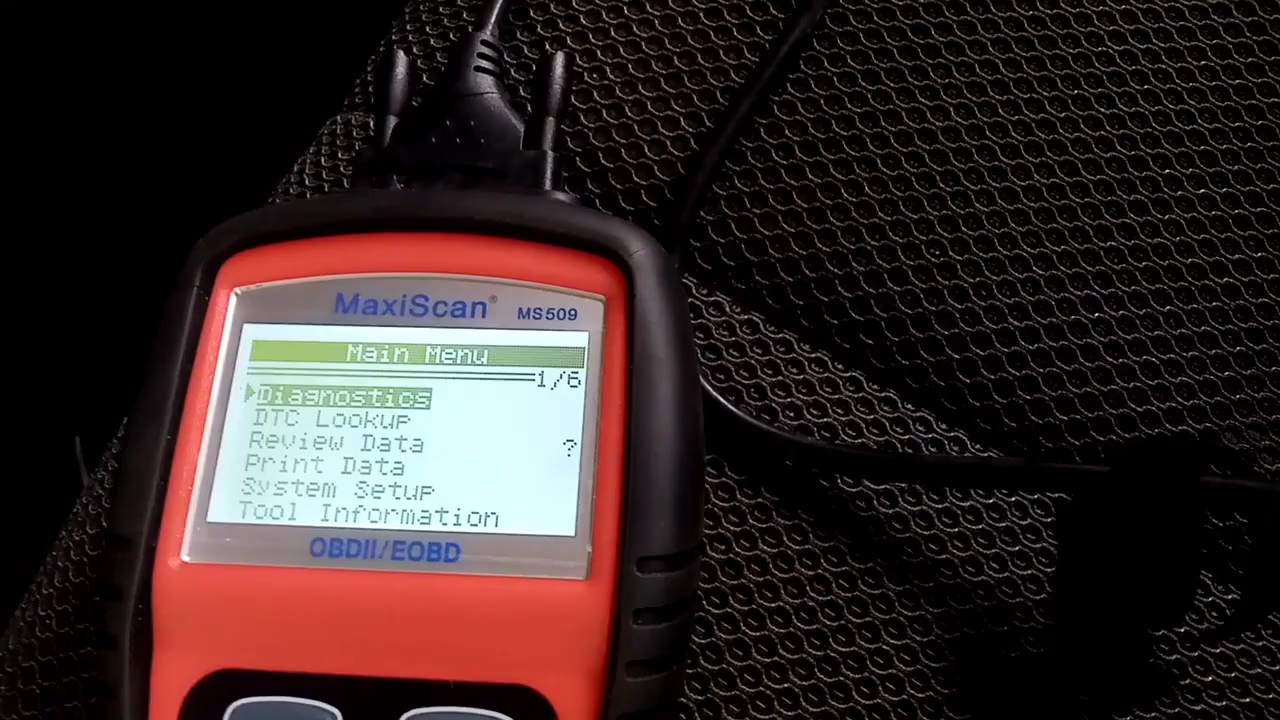 MaxiScan® MS509
Main Menu
1/6
Diagnostics
DTC Lookup
Review Data ?
Print Data
System Setup
Tool Information
OBDII/EOBD